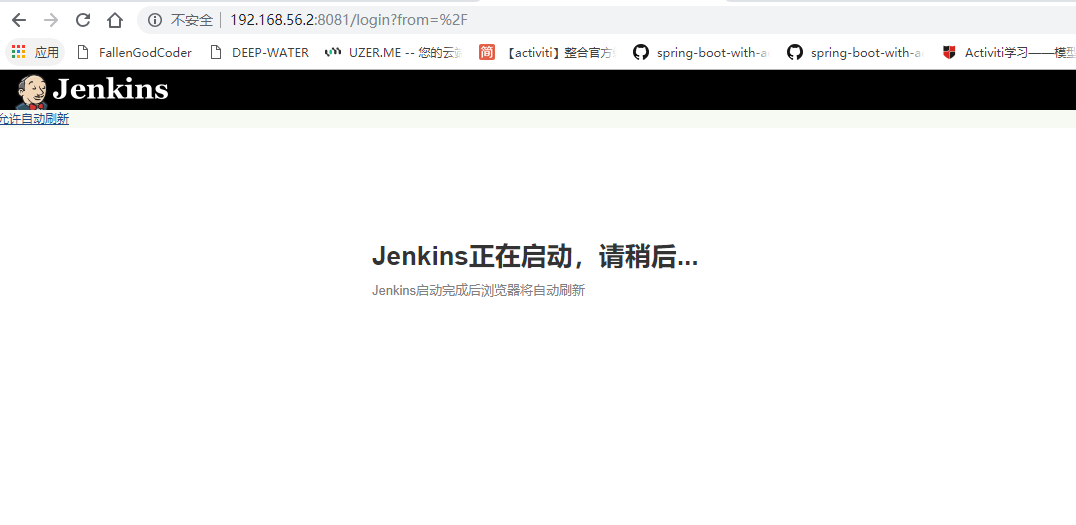 不安全 192.168.56.2:8081/login?from=%2F
应用 FallenGodCoder DEEP-WATER UZER.ME -- 您的云端 简 【activiti】整合官方 spring-boot-with-a spring-boot-with-a Activiti学习——模型
Jenkins
允许自动刷新
Jenkins正在启动，请稍后...
Jenkins启动完成后浏览器将自动刷新